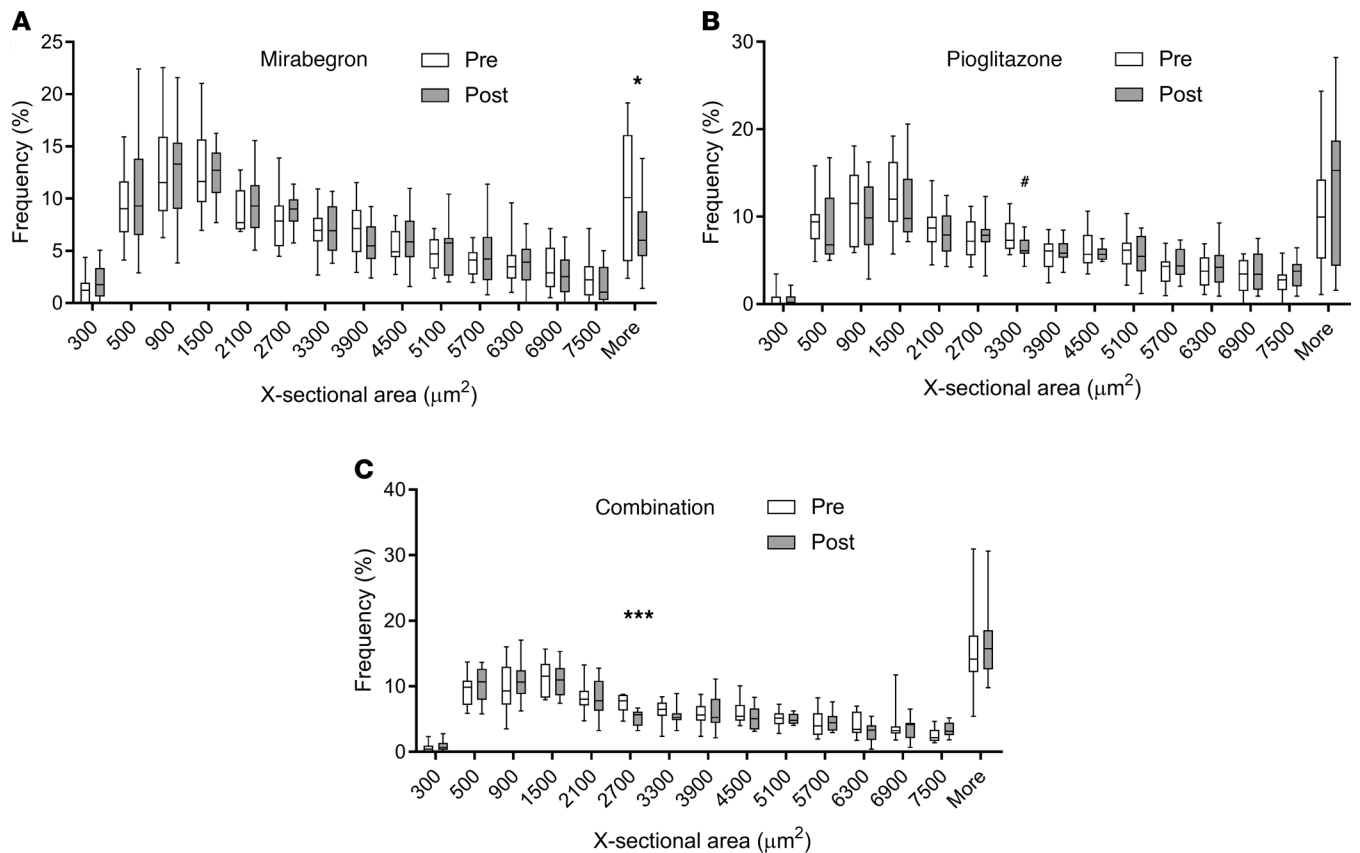 A
Mirabegron
Pre
Post
*
Frequency (%)
25
20
15
10
5
0
300 500 900 1500 2100 2700 3300 3900 4500 5100 5700 6300 6900 7500 More
X-sectional area (μm²)
B
Pioglitazone
Pre
Post
#
Frequency (%)
30
20
10
0
300 500 900 1500 2100 2700 3300 3900 4500 5100 5700 6300 6900 7500 More
X-sectional area (μm²)
C
Combination
Pre
Post
***
Frequency (%)
40
30
20
10
0
300 500 900 1500 2100 2700 3300 3900 4500 5100 5700 6300 6900 7500 More
X-sectional area (μm²)